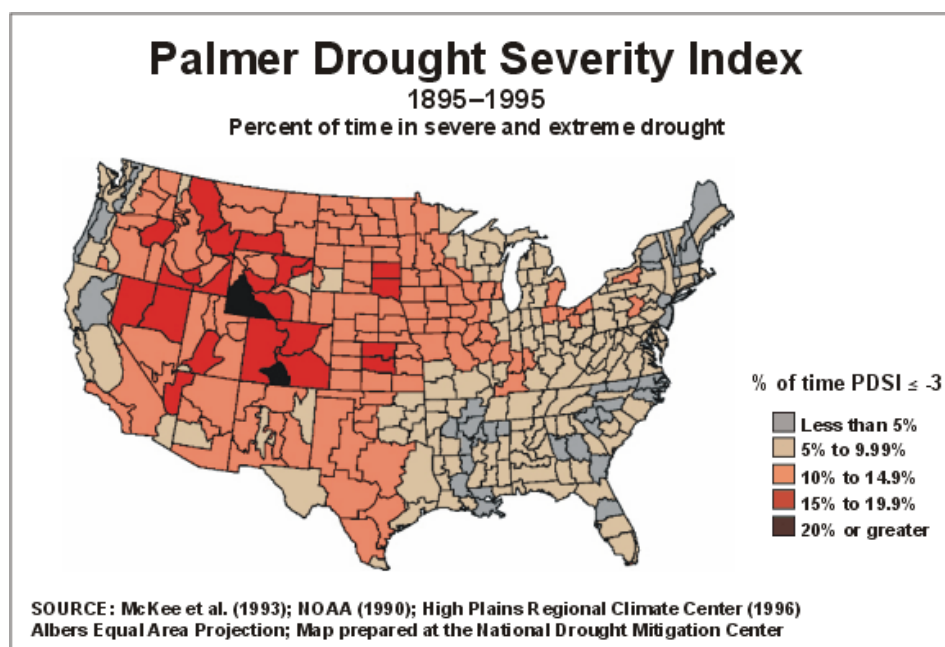 Palmer Drought Severity Index
1895–1995
Percent of time in severe and extreme drought
% of time PDSI ≤ -3
Less than 5%
5% to 9.99%
10% to 14.9%
15% to 19.9%
20% or greater
SOURCE: McKee et al. (1993); NOAA (1990); High Plains Regional Climate Center (1996)
Albers Equal Area Projection; Map prepared at the National Drought Mitigation Center